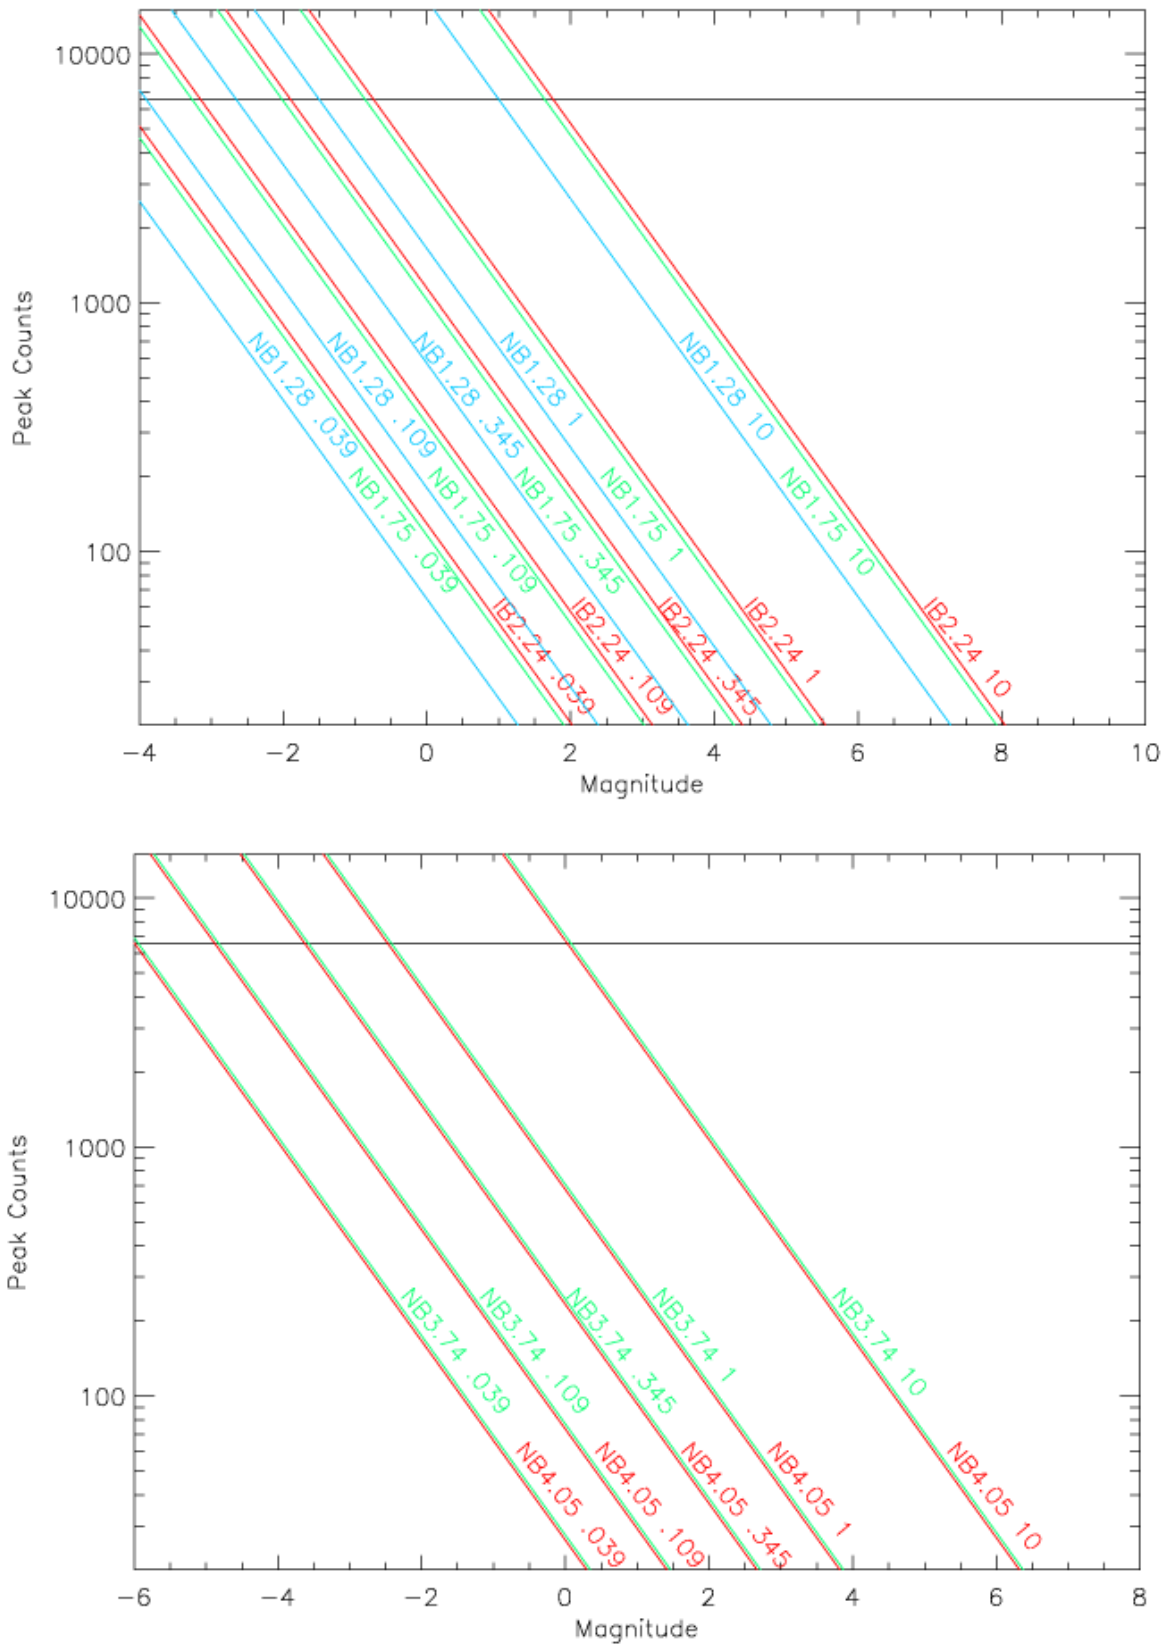 10000
1000
100
Peak Counts
NB1.28 .039
NB1.28 .109
NB1.28 .345
NB1.28 1
NB1.28 10
NB1.75 .039
NB1.75 .109
NB1.75 .345
NB1.75 1
NB1.75 10
IB2.24 .039
IB2.24 .109
IB2.24 .345
IB2.24 1
IB2.24 10
−4 −2 0 2 4 6 8 10
Magnitude
10000
1000
100
Peak Counts
NB3.74 .039
NB3.74 .109
NB3.74 .345
NB3.74 1
NB3.74 10
NB4.05 .039
NB4.05 .109
NB4.05 .345
NB4.05 1
NB4.05 10
−6 −4 −2 0 2 4 6 8
Magnitude